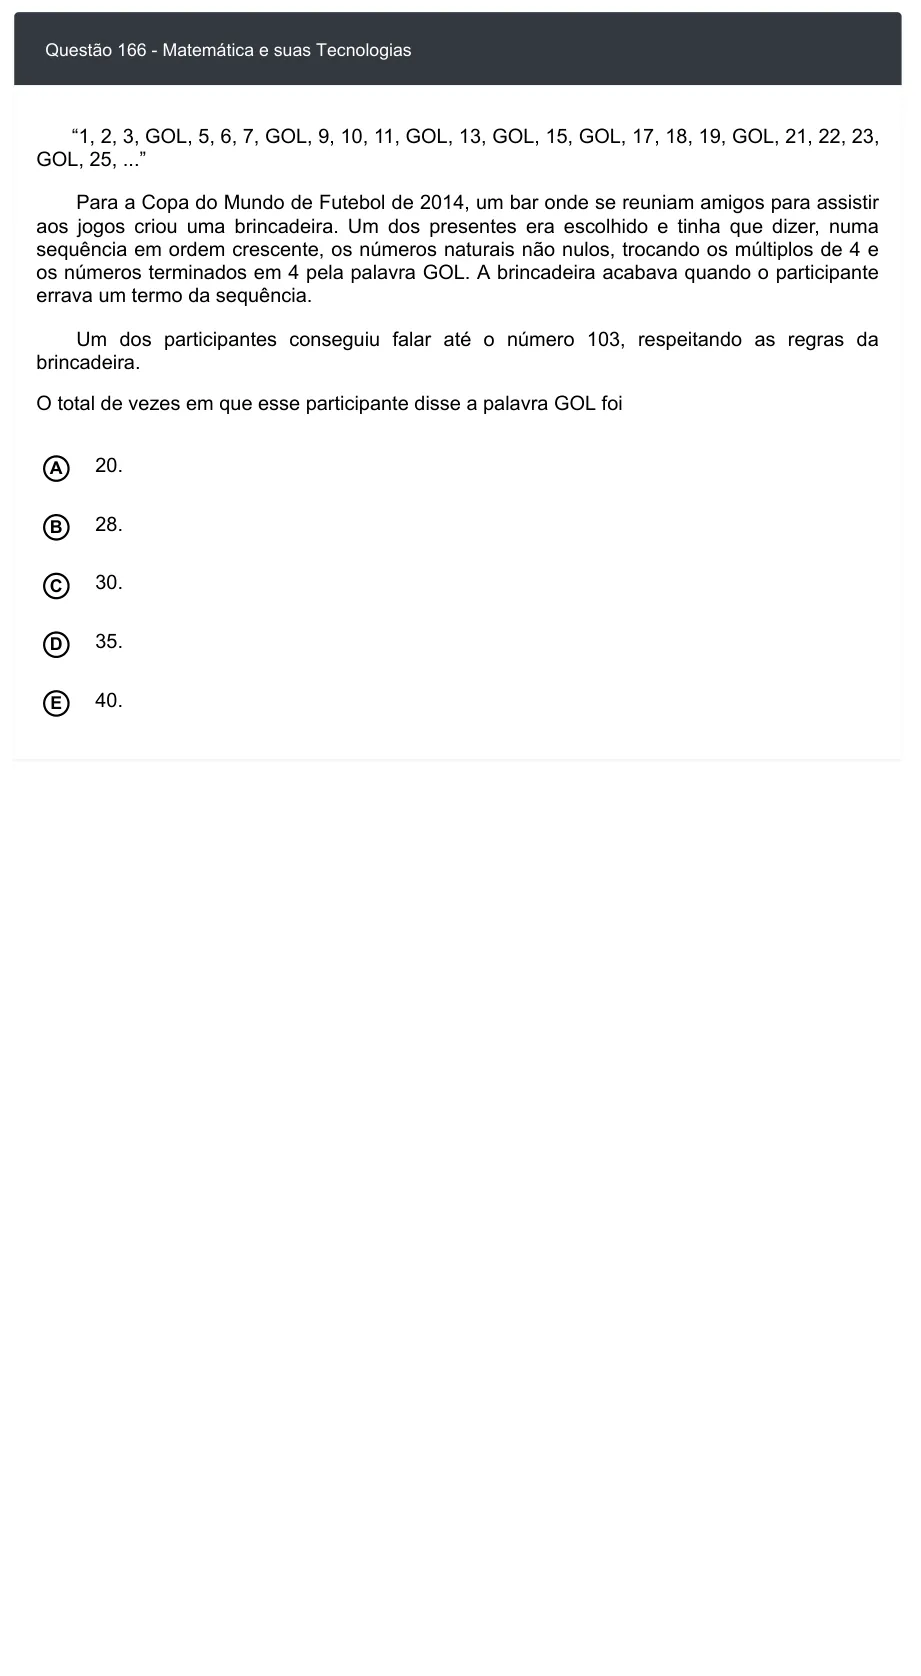 Questão 166 - Matemática e suas Tecnologias
“1, 2, 3, GOL, 5, 6, 7, GOL, 9, 10, 11, GOL, 13, GOL, 15, GOL, 17, 18, 19, GOL, 21, 22, 23,
GOL, 25, ...”
Para a Copa do Mundo de Futebol de 2014, um bar onde se reuniam amigos para assistir
aos jogos criou uma brincadeira. Um dos presentes era escolhido e tinha que dizer, numa
sequência em ordem crescente, os números naturais não nulos, trocando os múltiplos de 4 e
os números terminados em 4 pela palavra GOL. A brincadeira acabava quando o participante
errava um termo da sequência.
Um dos participantes conseguiu falar até o número 103, respeitando as regras da
brincadeira.
O total de vezes em que esse participante disse a palavra GOL foi
A 20.
B 28.
C 30.
D 35.
E 40.